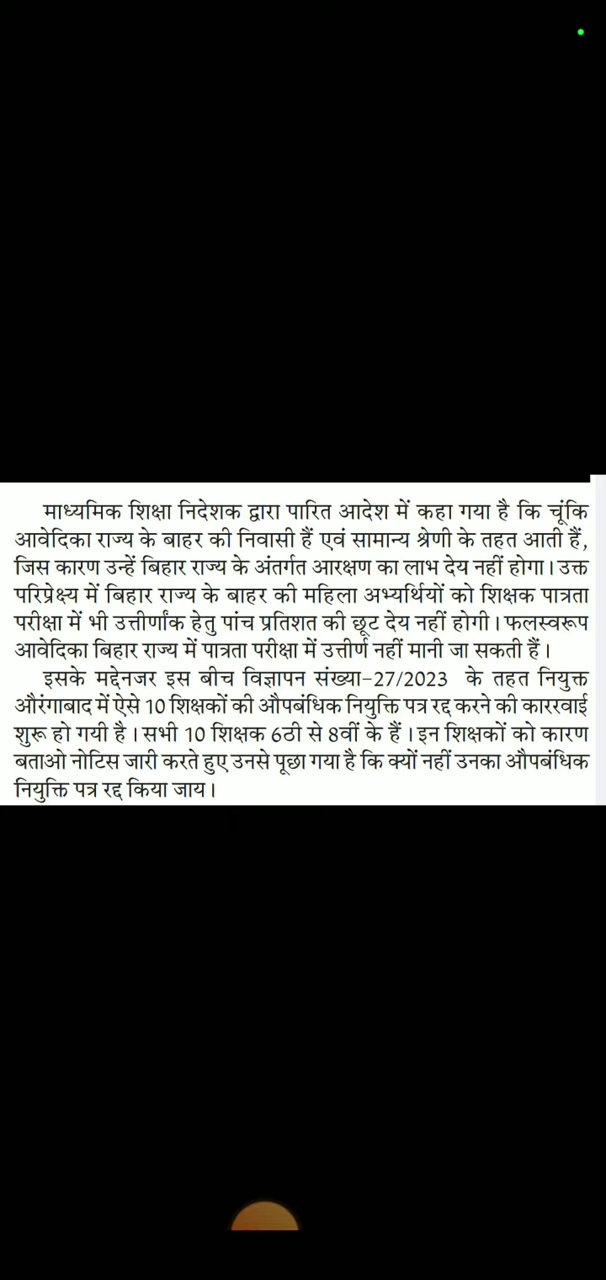 माध्यमिक शिक्षा निदेशक द्वारा पारित आदेश में कहा गया है कि चूंकि
आवेदिका राज्य के बाहर की निवासी हैं एवं सामान्य श्रेणी के तहत आती हैं,
जिस कारण उन्हें बिहार राज्य के अंतर्गत आरक्षण का लाभ देय नहीं होगा। उक्त
परिप्रेक्ष्य में बिहार राज्य के बाहर की महिला अभ्यर्थियों को शिक्षक पात्रता
परीक्षा में भी उत्तीर्णांक हेतु पांच प्रतिशत की छूट देय नहीं होगी। फलस्वरूप
आवेदिका बिहार राज्य में पात्रता परीक्षा में उत्तीर्ण नहीं मानी जा सकती हैं।
इसके मद्देनजर इस बीच विज्ञापन संख्या-27/2023 के तहत नियुक्त
औरंगाबाद में ऐसे 10 शिक्षकों की औपबंधिक नियुक्ति पत्र रद्द करने की काररवाई
शुरू हो गयी है। सभी 10 शिक्षक 6ठी से 8वीं के हैं। इन शिक्षकों को कारण
बताओ नोटिस जारी करते हुए उनसे पूछा गया है कि क्यों नहीं उनका औपबंधिक
नियुक्ति पत्र रद्द किया जाय।